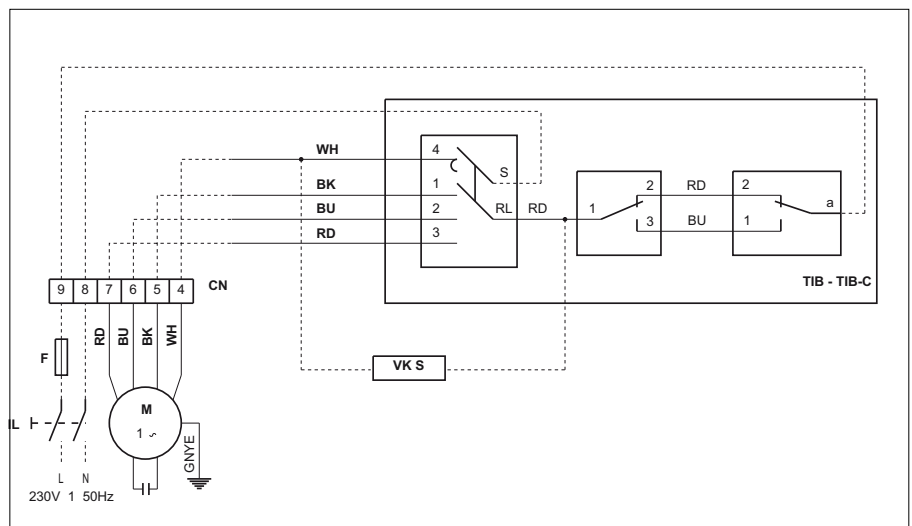 WH
4
S
BK
1
BU
2
RL RD
RD
3
1
2 RD 2
a
3 BU 1
TIB - TIB-C
9 8 7 6 5 4 CN
RD
BU
BK
WH
F
VK S
IL
M
1 ~
GNYE
L N
230V 1 50Hz